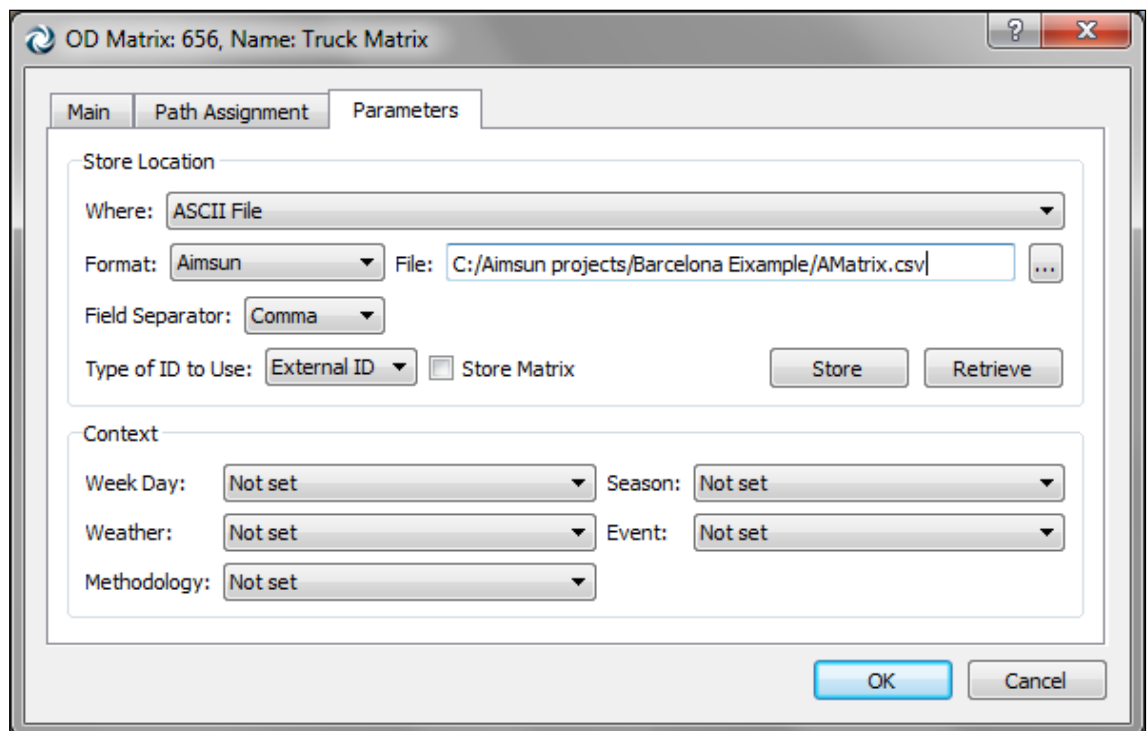 OD Matrix: 656, Name: Truck Matrix
Main Path Assignment Parameters
Store Location
Where: ASCII File
Format: Aimsun File: C:/Aimsun projects/Barcelona Eixample/AMatrix.csv ...
Field Separator: Comma
Type of ID to Use: External ID Store Matrix Store Retrieve
Context
Week Day: Not set Season: Not set
Weather: Not set Event: Not set
Methodology: Not set
OK Cancel